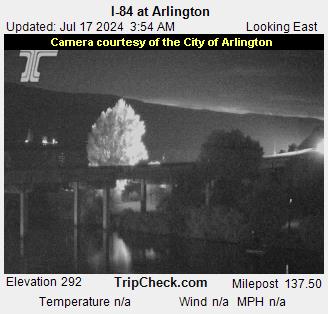 I-84 at Arlington
Updated: Jul 17 2024 3:54 AM Looking East
Camera courtesy of the City of Arlington
Elevation 292 TripCheck.com Milepost 137.50
Temperature n/a Wind n/a MPH n/a